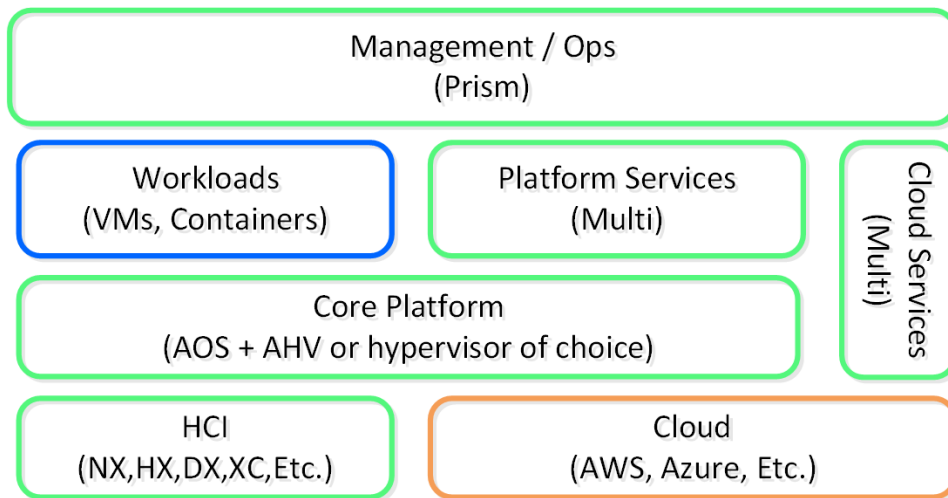 Management / Ops
(Prism)
Workloads
(VMs, Containers)
Platform Services
(Multi)
Cloud Services
(Multi)
Core Platform
(AOS + AHV or hypervisor of choice)
HCI
(NX,HX,DX,XC,Etc.)
Cloud
(AWS, Azure, Etc.)